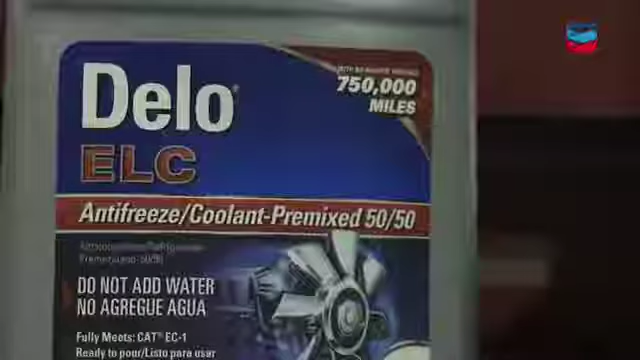 Delo
ELC
750,000
MILES
Antifreeze/Coolant-Premixed 50/50
DO NOT ADD WATER
NO AGREGUE AGUA
Fully Meets: CAT® EC-1
Ready to pour/Listo para usar